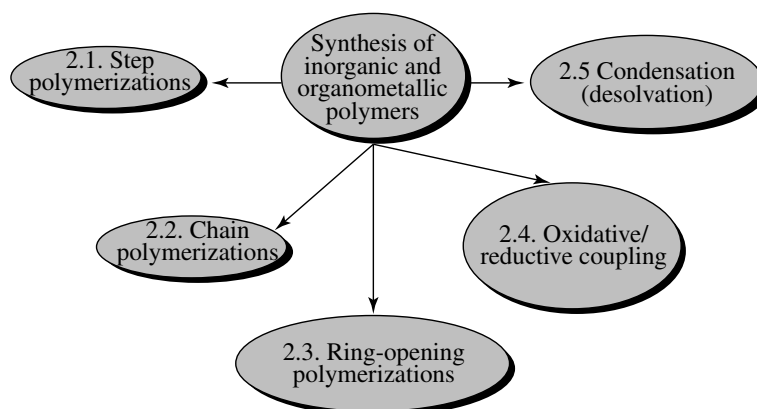 Synthesis of
inorganic and
organometallic
polymers
2.1. Step
polymerizations
2.5 Condensation
(desolvation)
2.2. Chain
polymerizations
2.4. Oxidative/
reductive coupling
2.3. Ring-opening
polymerizations